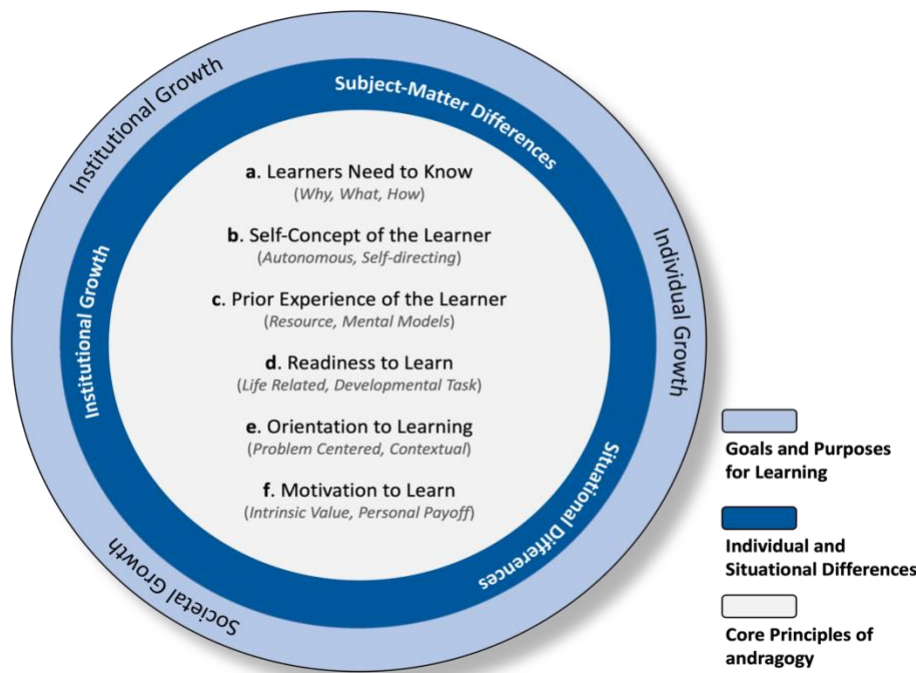 Institutional Growth
Subject-Matter Differences
a. Learners Need to Know
(Why, What, How)
b. Self-Concept of the Learner
(Autonomous, Self-directing)
c. Prior Experience of the Learner
(Resource, Mental Models)
d. Readiness to Learn
(Life Related, Developmental Task)
e. Orientation to Learning
(Problem Centered, Contextual)
f. Motivation to Learn
(Intrinsic Value, Personal Payoff)
Institutional Growth
Individual Growth
Situational Differences
Societal Growth
Goals and Purposes
for Learning
Individual and
Situational Differences
Core Principles of
andragogy